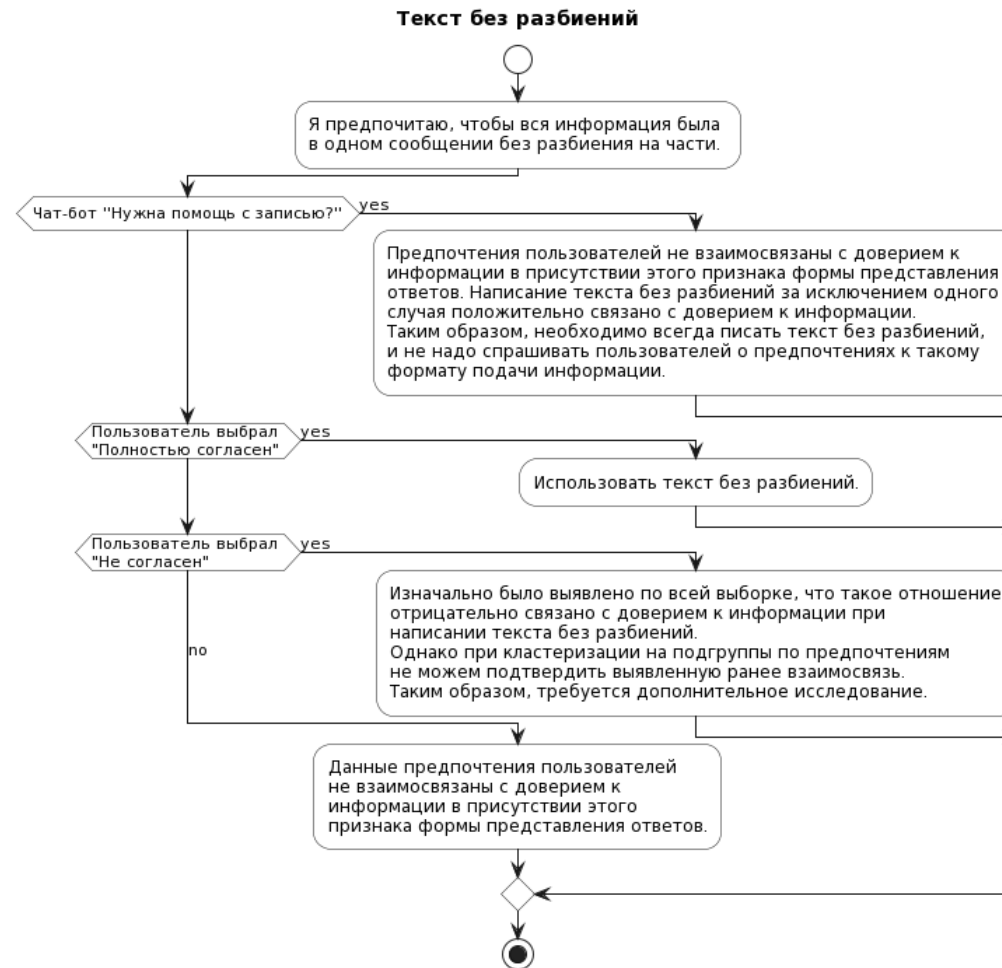 Текст без разбиений
Я предпочитаю, чтобы вся информация была
в одном сообщении без разбиения на части.
Чат-бот "Нужна помощь с записью?"
yes
Предпочтения пользователей не взаимосвязаны с доверием к
информации в присутствии этого признака формы представления
ответов. Написание текста без разбиений за исключением одного
случая положительно связано с доверием к информации.
Таким образом, необходимо всегда писать текст без разбиений,
и не надо спрашивать пользователей о предпочтениях к такому
формату подачи информации.
Пользователь выбрал
"Полностью согласен"
yes
Использовать текст без разбиений.
Пользователь выбрал
"Не согласен"
yes
Изначально было выявлено по всей выборке, что такое отношение
отрицательно связано с доверием к информации при
написании текста без разбиений.
Однако при кластеризации на подгруппы по предпочтениям
не можем подтвердить выявленную ранее взаимосвязь.
Таким образом, требуется дополнительное исследование.
no
Данные предпочтения пользователей
не взаимосвязаны с доверием к
информации в присутствии этого
признака формы представления ответов.